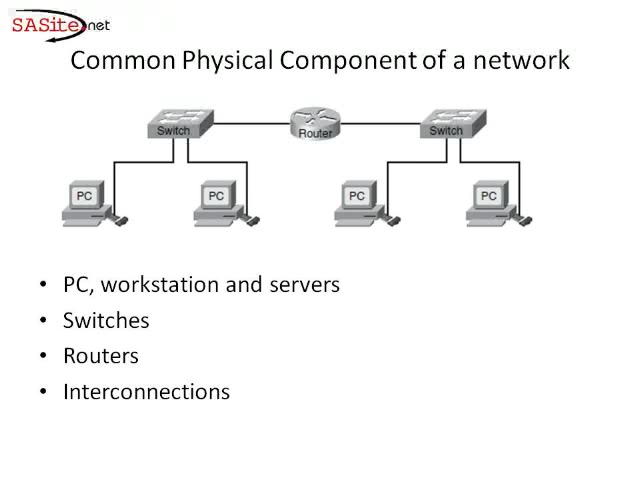 SASite.net
Common Physical Component of a network
Switch
Router
Switch
PC
PC
PC
PC
• PC, workstation and servers
• Switches
• Routers
• Interconnections